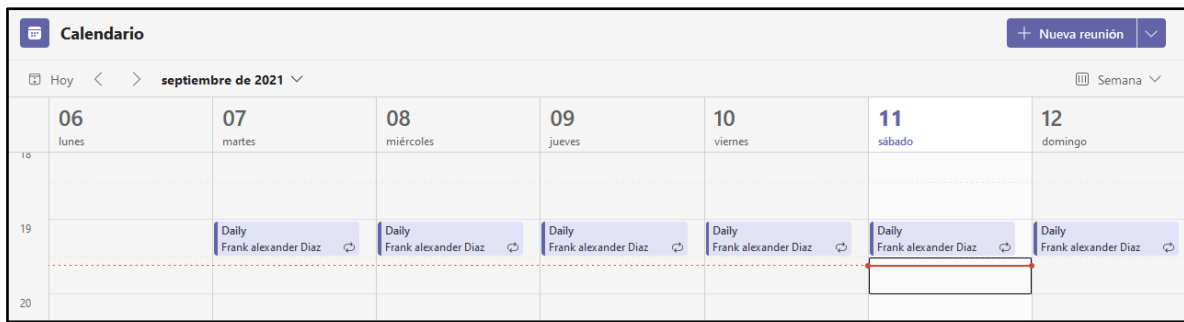 Calendario
+ Nueva reunión
Hoy
septiembre de 2021
Semana
06
lunes
07
martes
08
miércoles
09
jueves
10
viernes
11
sábado
12
domingo
18
19
Daily
Frank alexander Diaz
Daily
Frank alexander Diaz
Daily
Frank alexander Diaz
Daily
Frank alexander Diaz
Daily
Frank alexander Diaz
Daily
Frank alexander Diaz
20